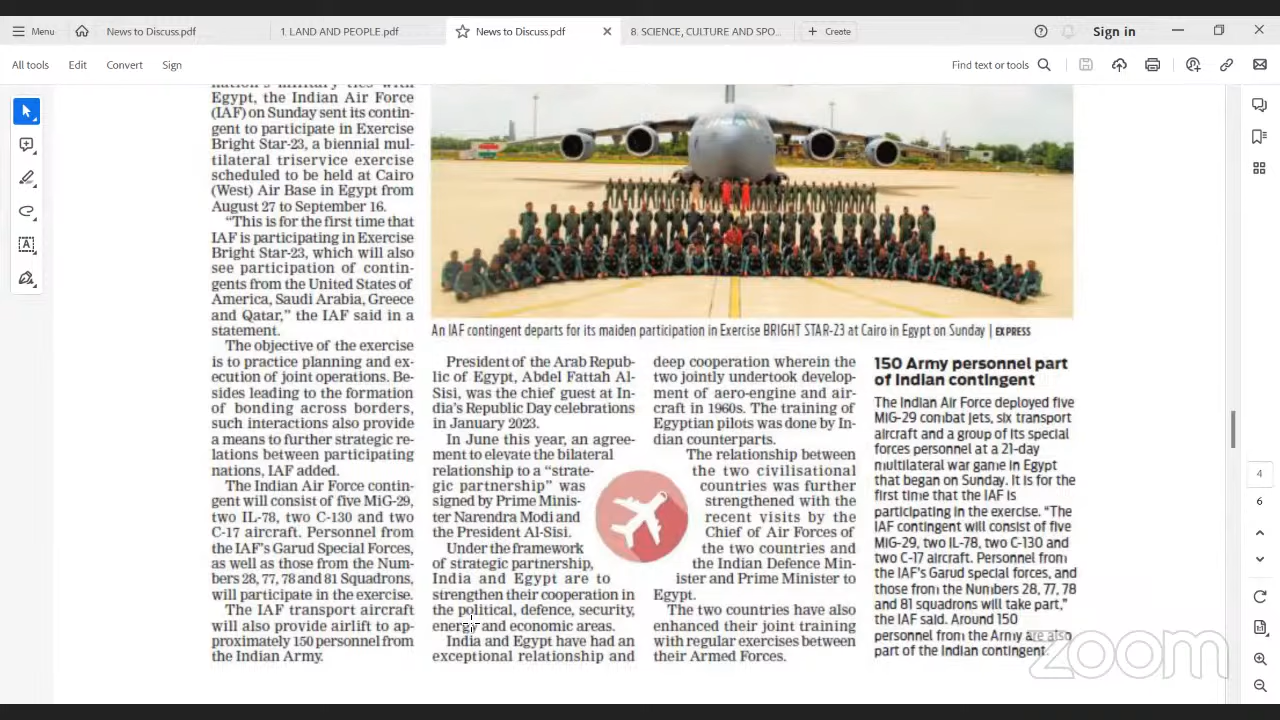 Menu
News to Discuss.pdf
1. LAND AND PEOPLE.pdf
News to Discuss.pdf
8. SCIENCE, CULTURE AND SPO...
Create
Sign in
All tools
Edit
Convert
Sign
Find text or tools
nation's military ties with
Egypt, the Indian Air Force
(IAF) on Sunday sent its contin-
gent to participate in Exercise
Bright Star-23, a biennial mul-
tilateral triservice exercise
scheduled to be held at Cairo
(West) Air Base in Egypt from
August 27 to September 16.
"This is for the first time that
IAF is participating in Exercise
Bright Star-23, which will also
see participation of contin-
gents from the United States of
America, Saudi Arabia, Greece
and Qatar," the IAF said in a
statement.
The objective of the exercise
is to practice planning and ex-
ecution of joint operations. Be-
sides leading to the formation
of bonding across borders,
such interactions also provide
a means to further strategic re-
lations between participating
nations, IAF added.
The Indian Air Force contin-
gent will consist of five MiG-29,
two IL-78, two C-130 and two
C-17 aircraft. Personnel from
the IAF's Garud Special Forces,
as well as those from the Num-
bers 28, 77, 78 and 81 Squadrons,
will participate in the exercise.
The IAF transport aircraft
will also provide airlift to ap-
proximately 150 personnel from
the Indian Army.
An IAF contingent departs for its maiden participation in Exercise BRIGHT STAR-23 at Cairo in Egypt on Sunday | EXPRESS
President of the Arab Repub-
lic of Egypt, Abdel Fattah Al-
Sisi, was the chief guest at In-
dia's Republic Day celebrations
in January 2023.
In June this year, an agree-
ment to elevate the bilateral
relationship to a "strate-
gic partnership" was
signed by Prime Minis-
ter Narendra Modi and
the President Al-Sisi.
Under the framework
of strategic partnership,
India and Egypt are to
strengthen their cooperation in
the political, defence, security,
energy and economic areas.
India and Egypt have had an
exceptional relationship and
deep cooperation wherein the
two jointly undertook develop-
ment of aero-engine and air-
craft in 1960s. The training of
Egyptian pilots was done by In-
dian counterparts.
The relationship between
the two civilisational
countries was further
strengthened with the
recent visits by the
Chief of Air Forces of
the two countries and
the Indian Defence Min-
ister and Prime Minister to
Egypt.
The two countries have also
enhanced their joint training
with regular exercises between
their Armed Forces.
150 Army personnel part
of Indian contingent
The Indian Air Force deployed five
MiG-29 combat jets, six transport
aircraft and a group of its special
forces personnel at a 21-day
multilateral war game in Egypt
that began on Sunday. It is for the
first time that the IAF is
participating in the exercise. "The
IAF contingent will consist of five
MiG-29, two IL-78, two C-130 and
two C-17 aircraft. Personnel from
the IAF's Garud special forces, and
those from the Numbers 28, 77, 78
and 81 squadrons will take part,"
the IAF said. Around 150
personnel from the Army are also
part of the Indian contingent.
4
6
zoom